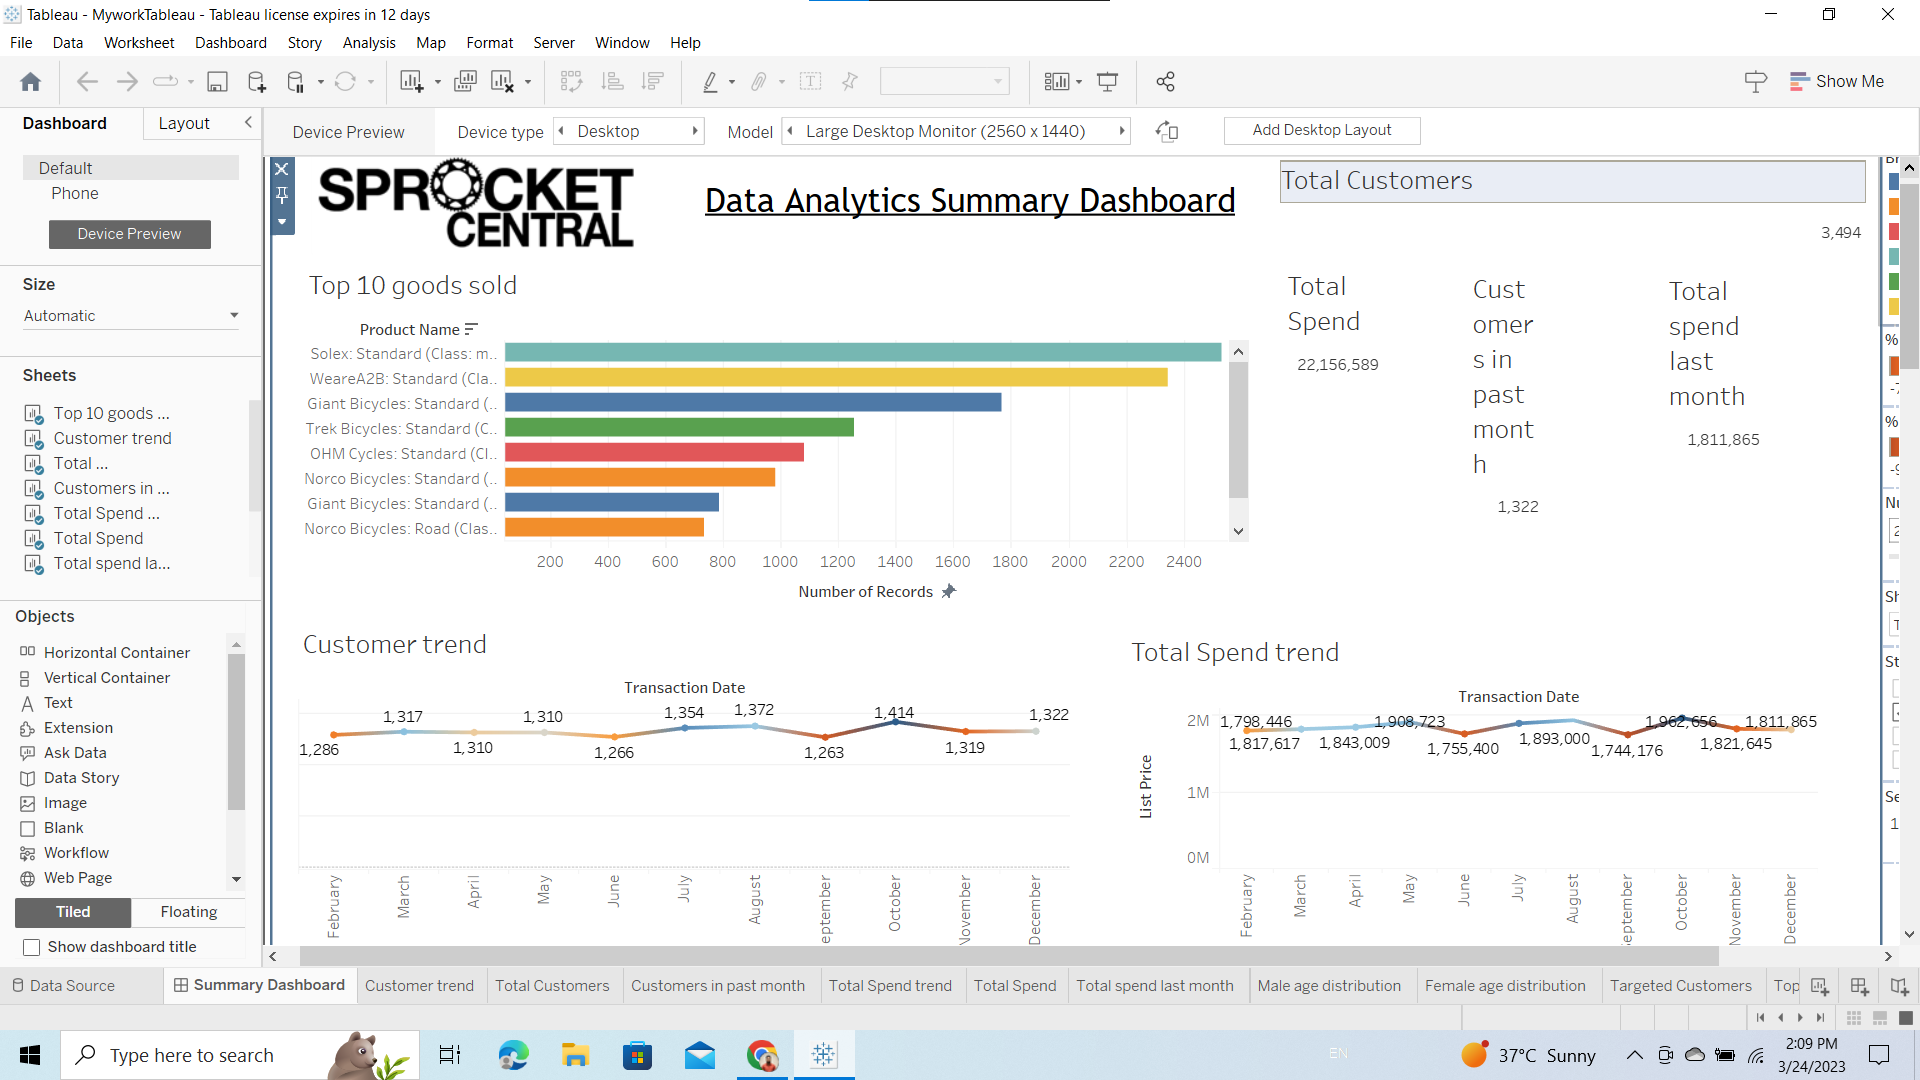 Tableau - MyworkTableau - Tableau license expires in 12 days
File Data Worksheet Dashboard Story Analysis Map Format Server Window Help
Show Me
Dashboard Layout
Device Preview Device type Desktop Model Large Desktop Monitor (2560 x 1440) Add Desktop Layout
Default
Phone
Device Preview
Size
Automatic
Sheets
Top 10 goods ...
Customer trend
Total ...
Customers in ...
Total Spend ...
Total Spend
Total spend la...
Objects
Horizontal Container
Vertical Container
Text
Extension
Ask Data
Data Story
Image
Blank
Workflow
Web Page
Tiled Floating
Show dashboard title
SPROCKET
CENTRAL
Data Analytics Summary Dashboard
Total Customers
3,494
Top 10 goods sold
Product Name
Solex: Standard (Class: m..
WeareA2B: Standard (Cla..
Giant Bicycles: Standard (..
Trek Bicycles: Standard (C..
OHM Cycles: Standard (Cl..
Norco Bicycles: Standard (..
Giant Bicycles: Standard (..
Norco Bicycles: Road (Clas..
200 400 600 800 1000 1200 1400 1600 1800 2000 2200 2400
Number of Records
Total
Spend
22,156,589
Cust
omer
s in
past
mont
h
1,322
Total
spend
last
month
1,811,865
Customer trend
Transaction Date
1,286
1,317
1,310
1,310
1,266
1,354
1,372
1,263
1,414
1,319
1,322
February March April May June July August eptember October November December
Total Spend trend
Transaction Date
List Price
2M
1M
0M
1,798,446
1,817,617
1,843,009
1,908,723
1,755,400
1,893,000
1,744,176
1,962,656
1,821,645
1,811,865
February March April May June July August eptember October November December
Data Source Summary Dashboard Customer trend Total Customers Customers in past month Total Spend trend Total Spend Total spend last month Male age distribution Female age distribution Targeted Customers Top
Type here to search
EN
37°C Sunny
2:09 PM
3/24/2023